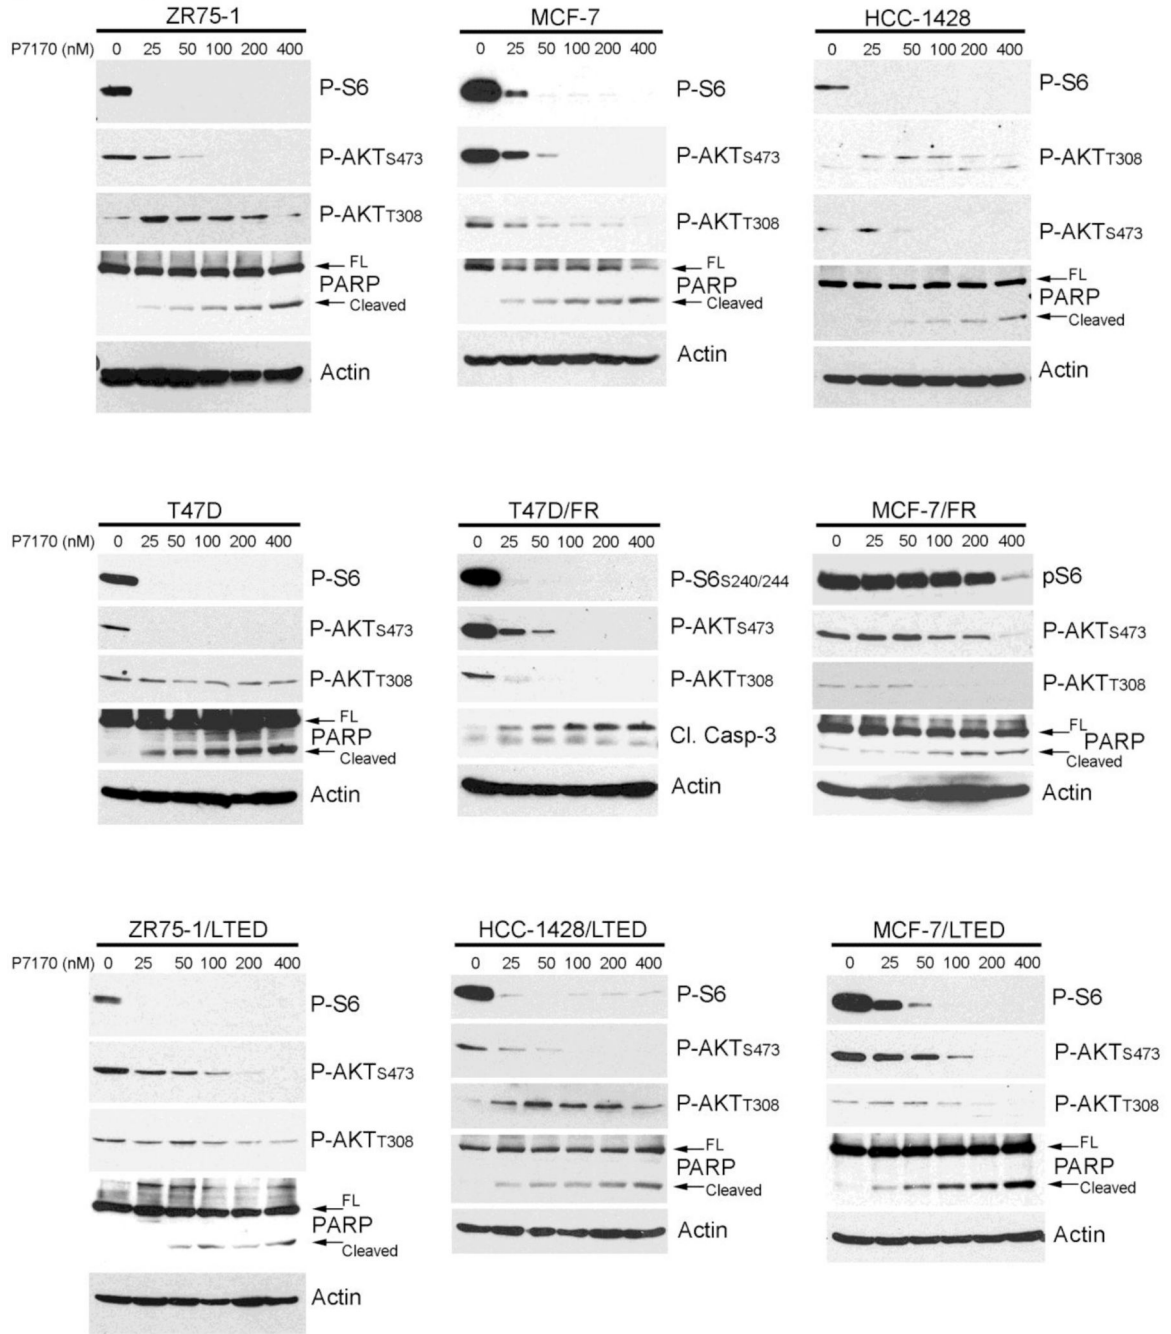 ZR75-1
P7170 (nM) 0 25 50 100 200 400
P-S6
P-AKTS473
P-AKTT308
FL
PARP
Cleaved
Actin
MCF-7
0 25 50 100 200 400
P-S6
P-AKTS473
P-AKTT308
FL
PARP
Cleaved
Actin
HCC-1428
0 25 50 100 200 400
P-S6
P-AKTT308
P-AKTS473
FL
PARP
Cleaved
Actin
T47D
P7170 (nM) 0 25 50 100 200 400
P-S6
P-AKTS473
P-AKTT308
FL
PARP
Cleaved
Actin
T47D/FR
0 25 50 100 200 400
P-S6S240/244
P-AKTS473
P-AKTT308
Cl. Casp-3
Actin
MCF-7/FR
0 25 50 100 200 400
pS6
P-AKTS473
P-AKTT308
FL
PARP
Cleaved
Actin
ZR75-1/LTED
P7170 (nM) 0 25 50 100 200 400
P-S6
P-AKTS473
P-AKTT308
FL
PARP
Cleaved
Actin
HCC-1428/LTED
0 25 50 100 200 400
P-S6
P-AKTS473
P-AKTT308
FL
PARP
Cleaved
Actin
MCF-7/LTED
0 25 50 100 200 400
P-S6
P-AKTS473
P-AKTT308
FL
PARP
Cleaved
Actin